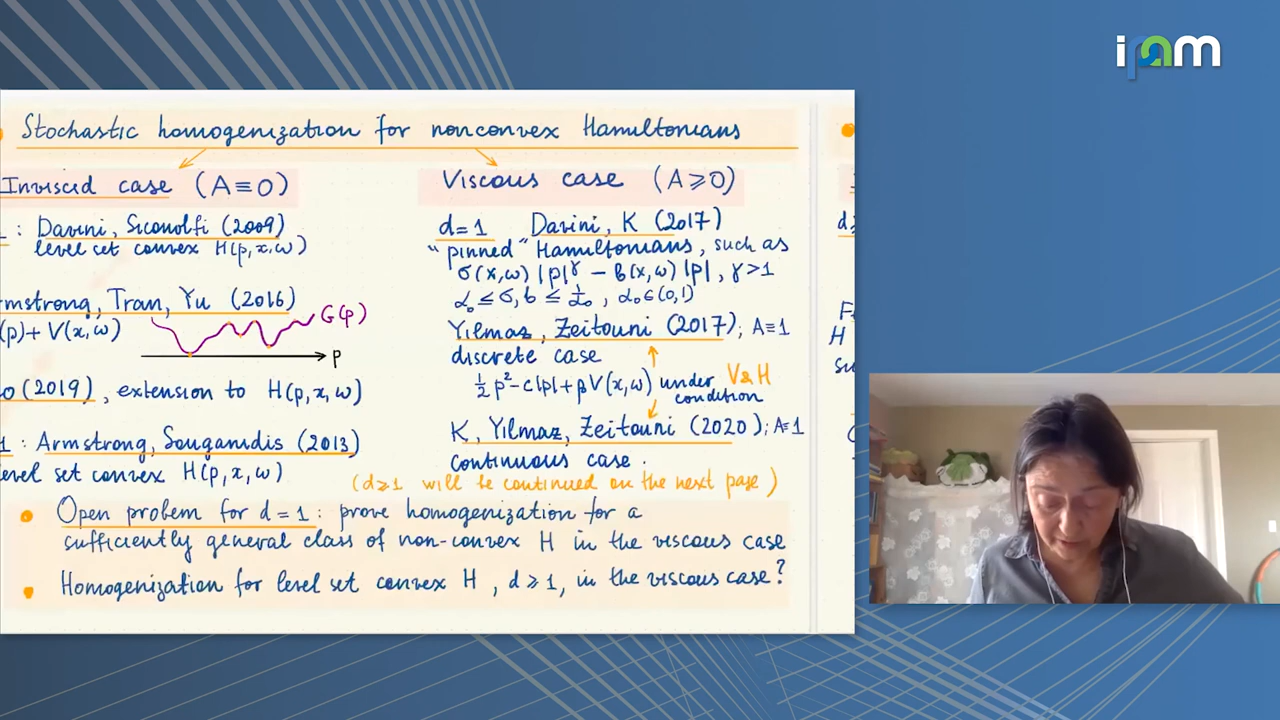 ipam
Stochastic homogenization for nonconvex Hamiltonians
Inviscid case (A≡0)
: Davini, Siconolfi (2009)
level set convex H(p,x,ω)
rmstrong, Tran, Yu (2016)
(p)+ V(x,ω)
G(p)
p
o (2019), extension to H(p,x,ω)
1: Armstrong, Souganidis (2013)
level set convex H(p,x,ω)
Viscous case (A⩾0)
d=1 Davini, K (2017)
"pinned" Hamiltonians, such as
σ(x,ω)|p|^γ − b(x,ω)|p|, γ>1
α₀ ≤ σ,b ≤ 1/α₀, α₀∈(0,1)
Yılmaz, Zeitouni (2017); A≡1
discrete case
½p²−c|p|+βV(x,ω) under V&H
condition
K, Yılmaz, Zeitouni (2020); A≡1
continuous case.
(d⩾1 will be continued on the next page)
• Open probem for d=1: prove homogenization for a
sufficiently general class of non-convex H in the viscous case
• Homogenization for level set convex H, d⩾1, in the viscous case?
H